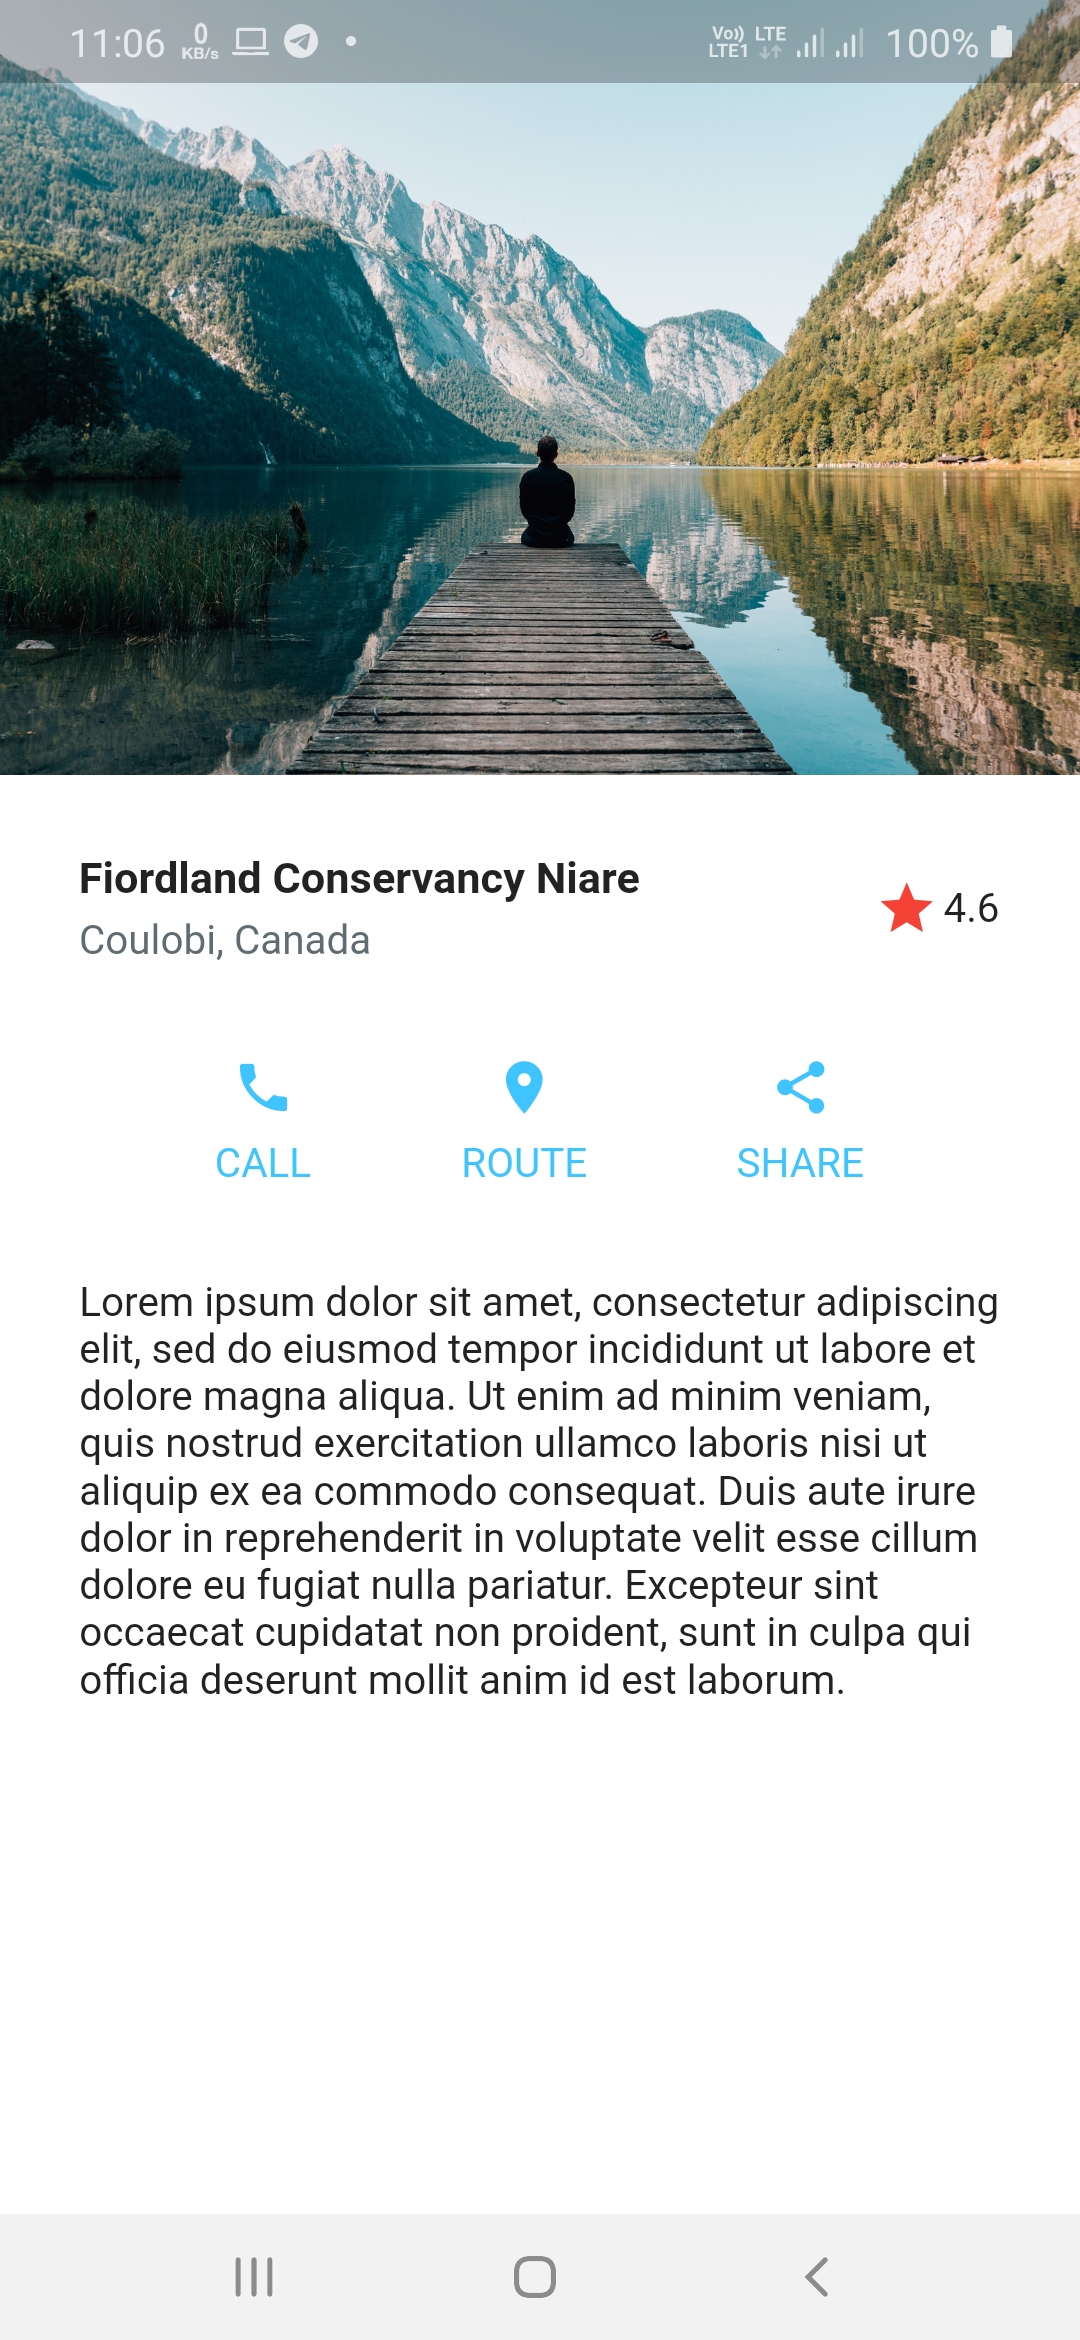 11:06 0 KB/s Vo)) LTE LTE1 100%
Fiordland Conservancy Niare
Coulobi, Canada
4.6
CALL ROUTE SHARE
Lorem ipsum dolor sit amet, consectetur adipiscing
elit, sed do eiusmod tempor incididunt ut labore et
dolore magna aliqua. Ut enim ad minim veniam,
quis nostrud exercitation ullamco laboris nisi ut
aliquip ex ea commodo consequat. Duis aute irure
dolor in reprehenderit in voluptate velit esse cillum
dolore eu fugiat nulla pariatur. Excepteur sint
occaecat cupidatat non proident, sunt in culpa qui
officia deserunt mollit anim id est laborum.